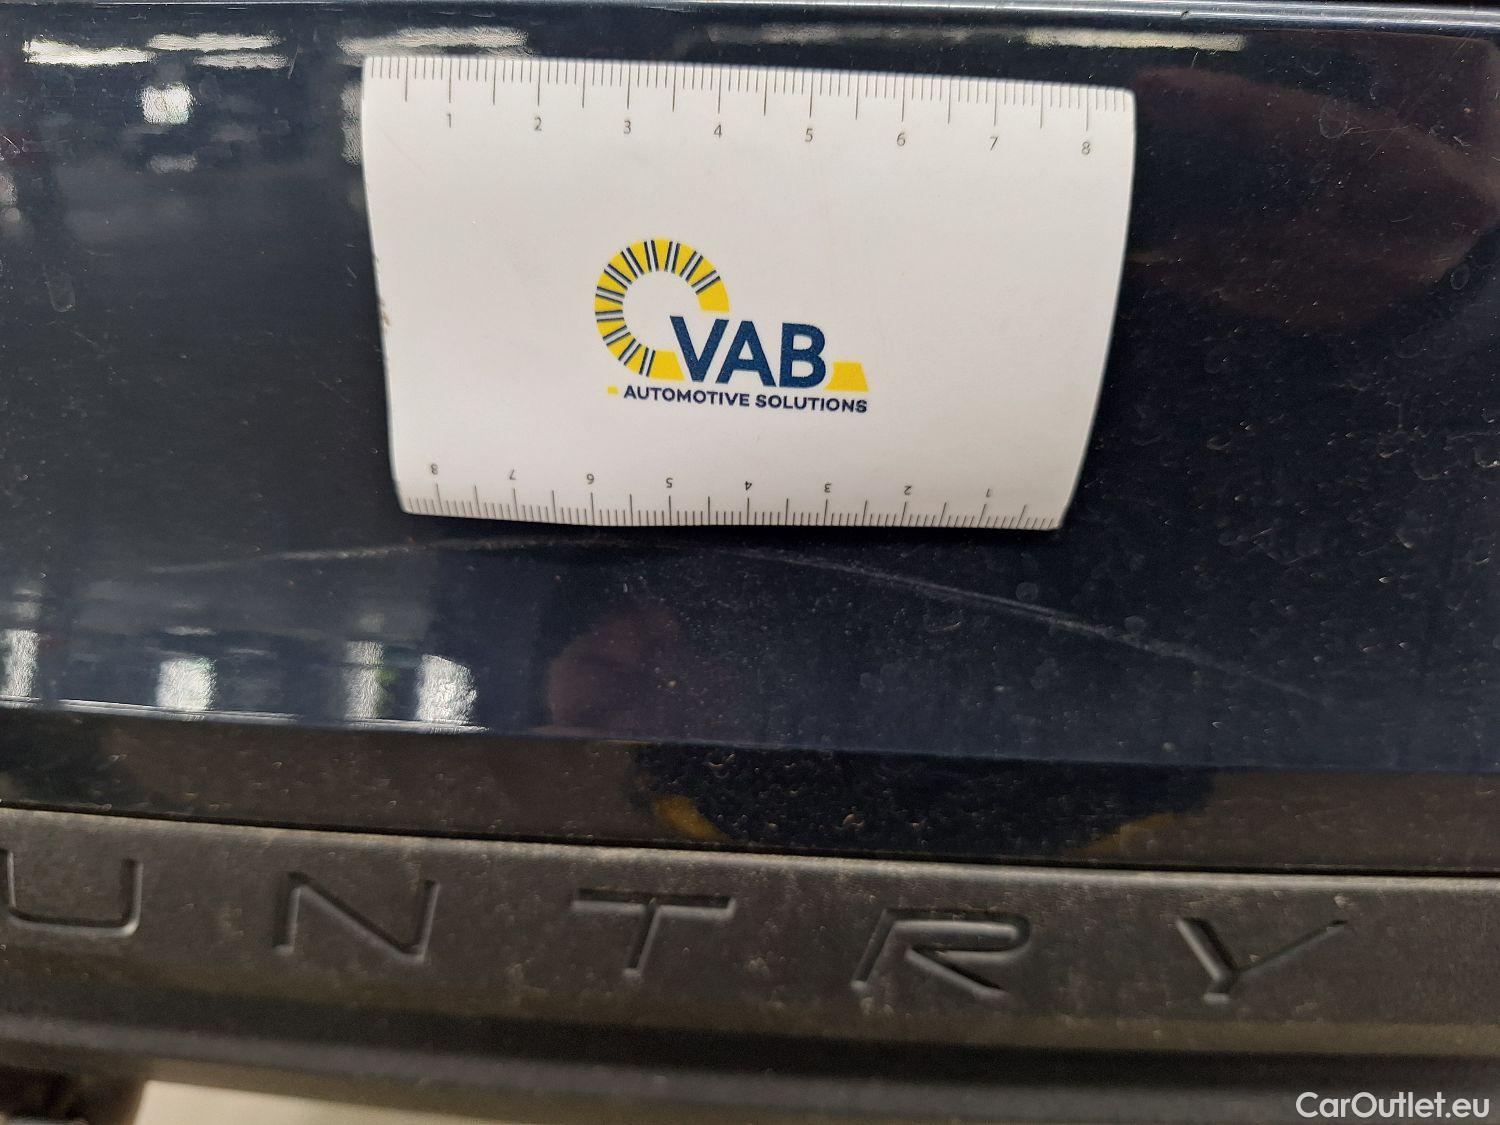 1 2 3 4 5 6 7 8
VAB
AUTOMOTIVE SOLUTIONS
8 7 6 5 4 3 2 1
UNTRY
CarOutlet.eu